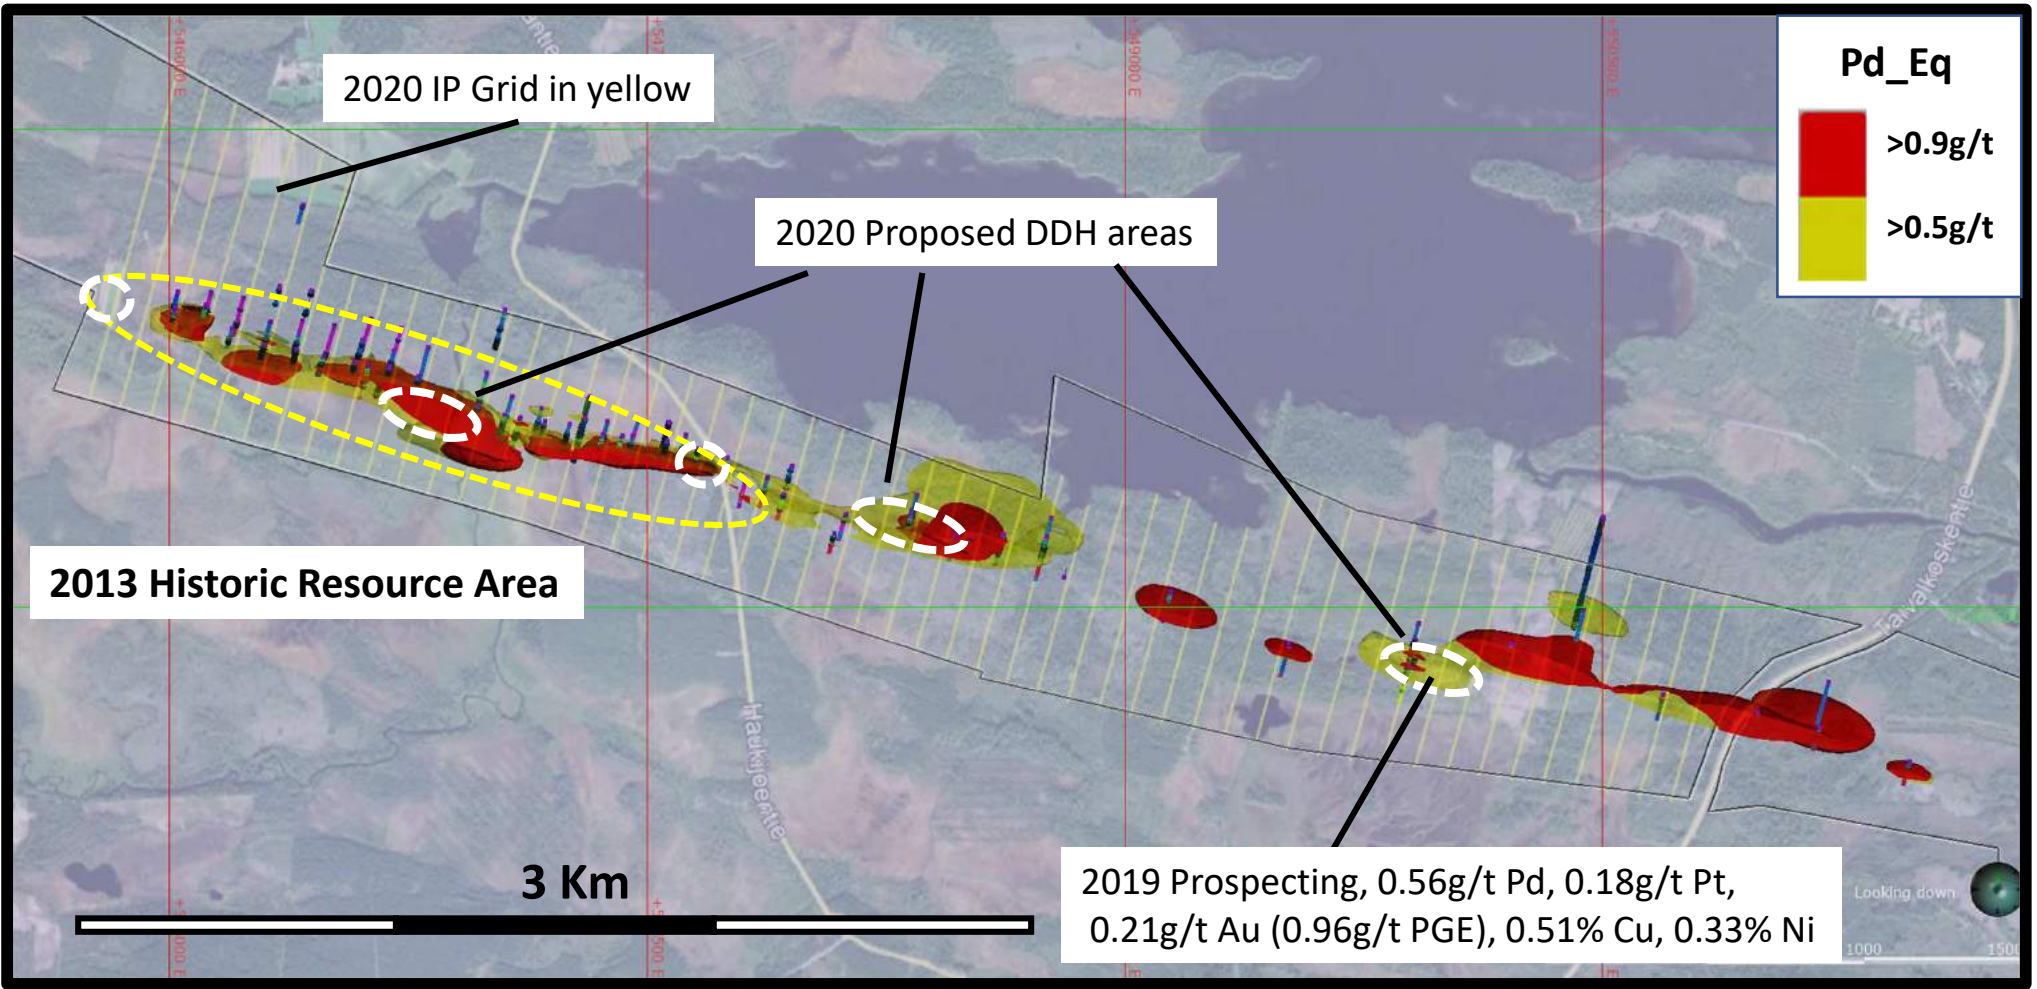 2020 IP Grid in yellow
2020 Proposed DDH areas
Pd_Eq
>0.9g/t
>0.5g/t
549000 E
2013 Historic Resource Area
Haukijoentie
Taivalkoskentie
3 Km
2019 Prospecting, 0.56g/t Pd, 0.18g/t Pt,
0.21g/t Au (0.96g/t PGE), 0.51% Cu, 0.33% Ni
Looking down
1000